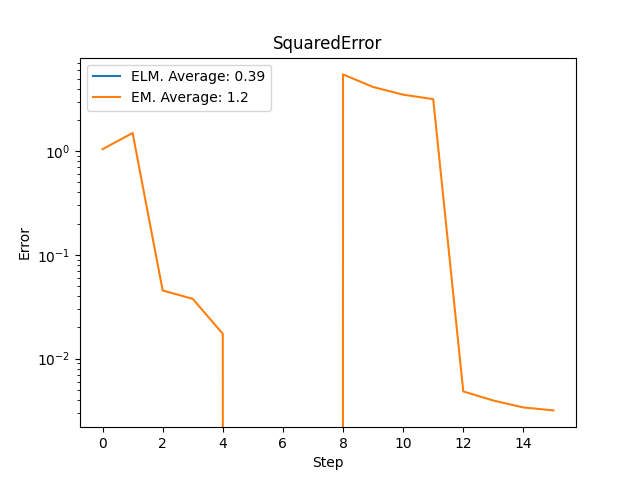 SquaredError
ELM. Average: 0.39
EM. Average: 1.2
10⁰
10⁻¹
10⁻²
Error
0 2 4 6 8 10 12 14
Step